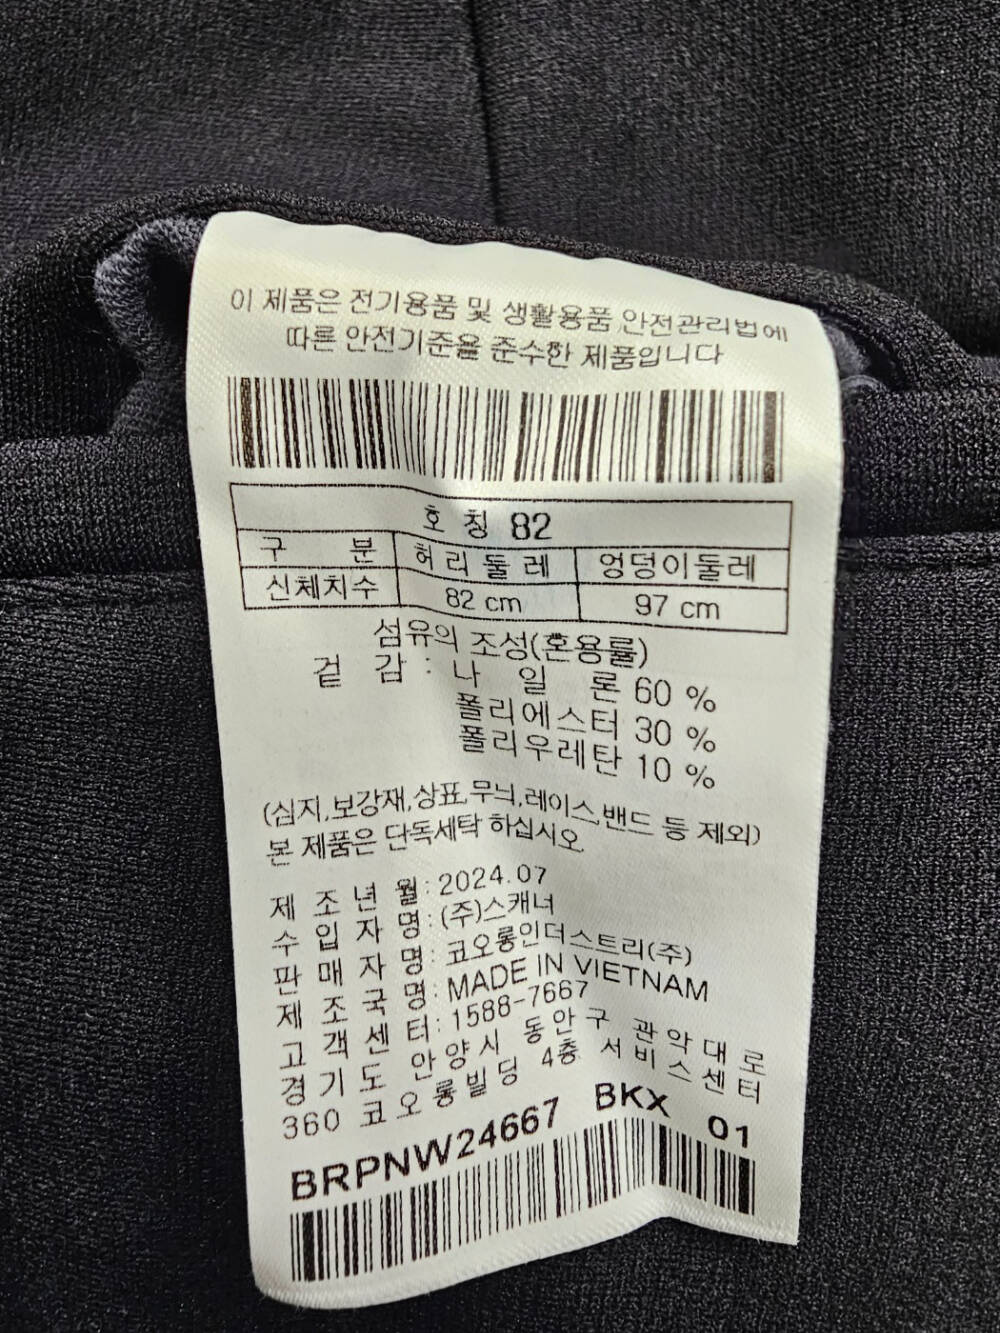 이 제품은 전기용품 및 생활용품 안전관리법에
따른 안전기준을 준수한 제품입니다
호 칭 82
구 분 허 리 둘 레 엉덩이둘레
신체치수 82 cm 97 cm
섬유의 조성(혼용률)
겉 감 : 나 일 론 60 %
폴리에스터 30 %
폴리우레탄 10 %
(심지,보강재,상표,무늬,레이스,밴드 등 제외)
본 제품은 단독세탁 하십시오.
제 조 년 월 : 2024.07
수 입 자 명 : (주)스캐너
판 매 자 명 : 코오롱인더스트리(주)
제 조 국 명 : MADE IN VIETNAM
고 객 센 터 : 1588-7667
경 기 도 안 양 시 동 안 구 관 악 대 로
360 코 오 롱 빌 딩 4층 서 비 스 센 터
BRPNW24667 BKX 01